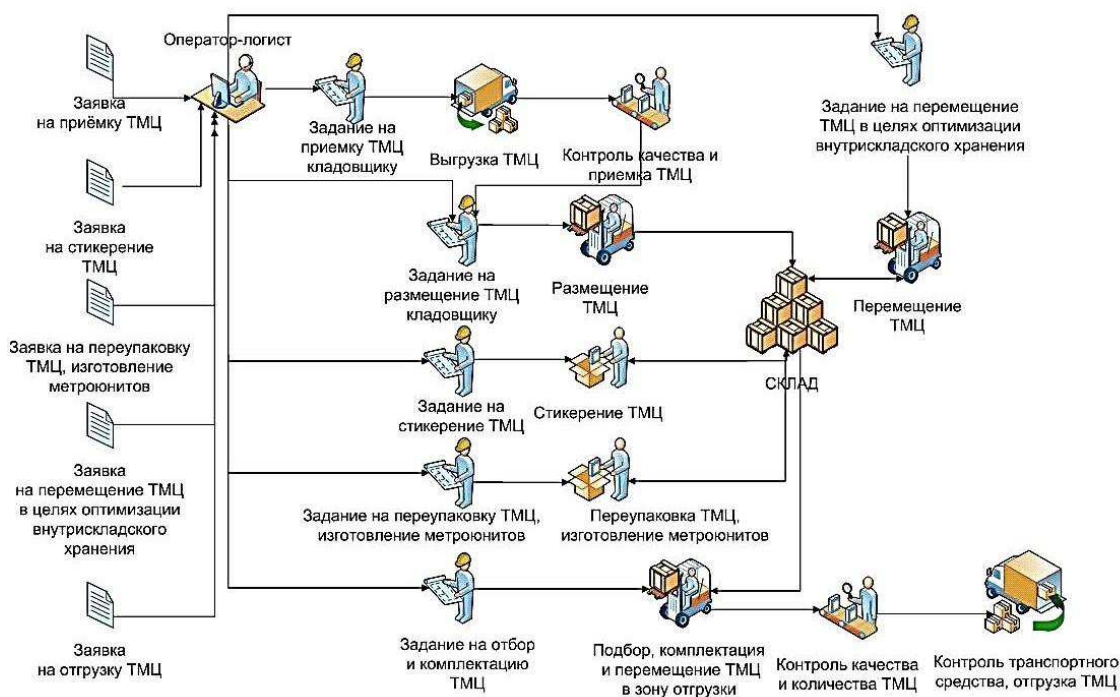 Оператор-логист
Заявка
на приёмку ТМЦ
Задание на
приемку ТМЦ
кладовщику
Выгрузка ТМЦ
Контроль качества и
приемка ТМЦ
Задание на перемещение
ТМЦ в целях оптимизации
внутрискладского хранения
Заявка
на стикерение
ТМЦ
Задание на
размещение ТМЦ
кладовщику
Размещение
ТМЦ
Перемещение
ТМЦ
Заявка на переупаковку
ТМЦ, изготовление
метроюнитов
Задание на
стикерение ТМЦ
Стикерение ТМЦ
СКЛАД
Заявка
на перемещение ТМЦ
в целях оптимизации
внутрискладского
хранения
Задание на переупаковку ТМЦ,
изготовление метроюнитов
Переупаковка ТМЦ,
изготовление метроюнитов
Заявка
на отгрузку ТМЦ
Задание на отбор
и комплектацию
ТМЦ
Подбор, комплектация
и перемещение ТМЦ
в зону отгрузки
Контроль качества
и количества ТМЦ
Контроль транспортного
средства, отгрузка ТМЦ